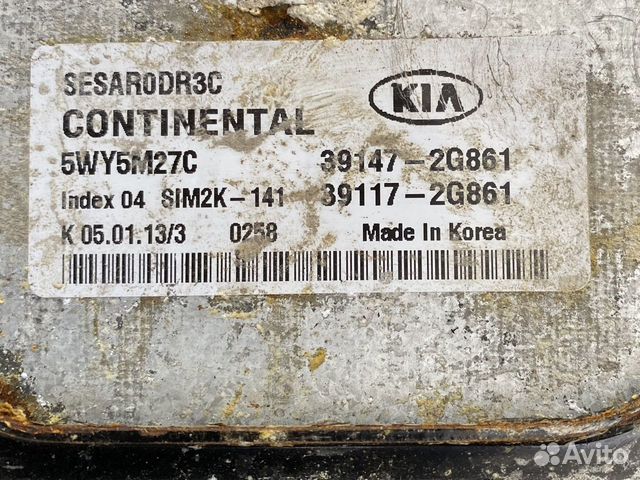 SESAR0DR3C
KIA
CONTINENTAL
5WY5M27C 39147-2G861
Index 04 SIM2K-141 39117-2G861
K 05.01.13/3 0258 Made In Korea
Avito